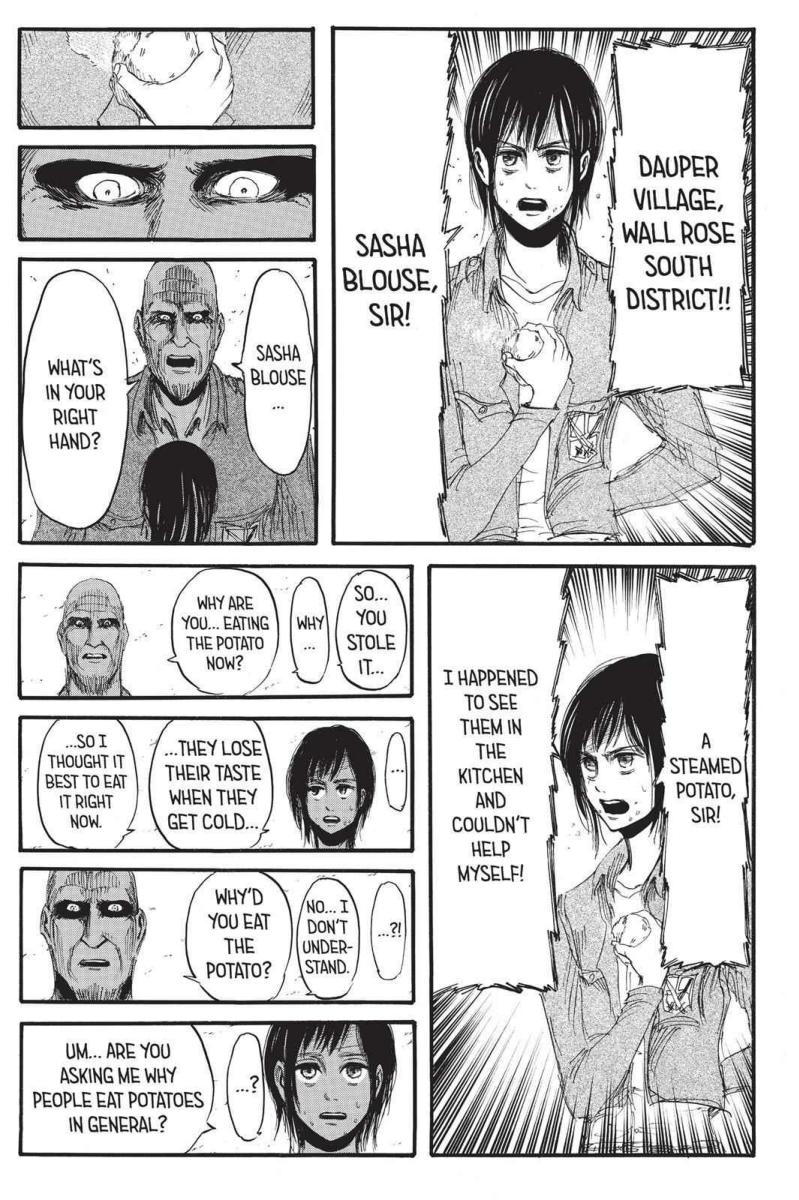 DAUPER
VILLAGE,
WALL ROSE
SOUTH
DISTRICT!!
SASHA
BLOUSE,
SIR!
SASHA
BLOUSE
...
WHAT'S
IN YOUR
RIGHT
HAND?
A
STEAMED
POTATO,
SIR!
I HAPPENED
TO SEE
THEM IN
THE
KITCHEN
AND
COULDN'T
HELP
MYSELF!
SO...
YOU
STOLE
IT...
WHY
...
WHY ARE
YOU... EATING
THE POTATO
NOW?
...
...THEY LOSE
THEIR TASTE
WHEN THEY
GET COLD...
...SO I
THOUGHT IT
BEST TO EAT
IT RIGHT
NOW.
...?!
NO... I
DON'T
UNDER-
STAND.
WHY'D
YOU EAT
THE
POTATO?
...?
UM... ARE YOU
ASKING ME WHY
PEOPLE EAT POTATOES
IN GENERAL?